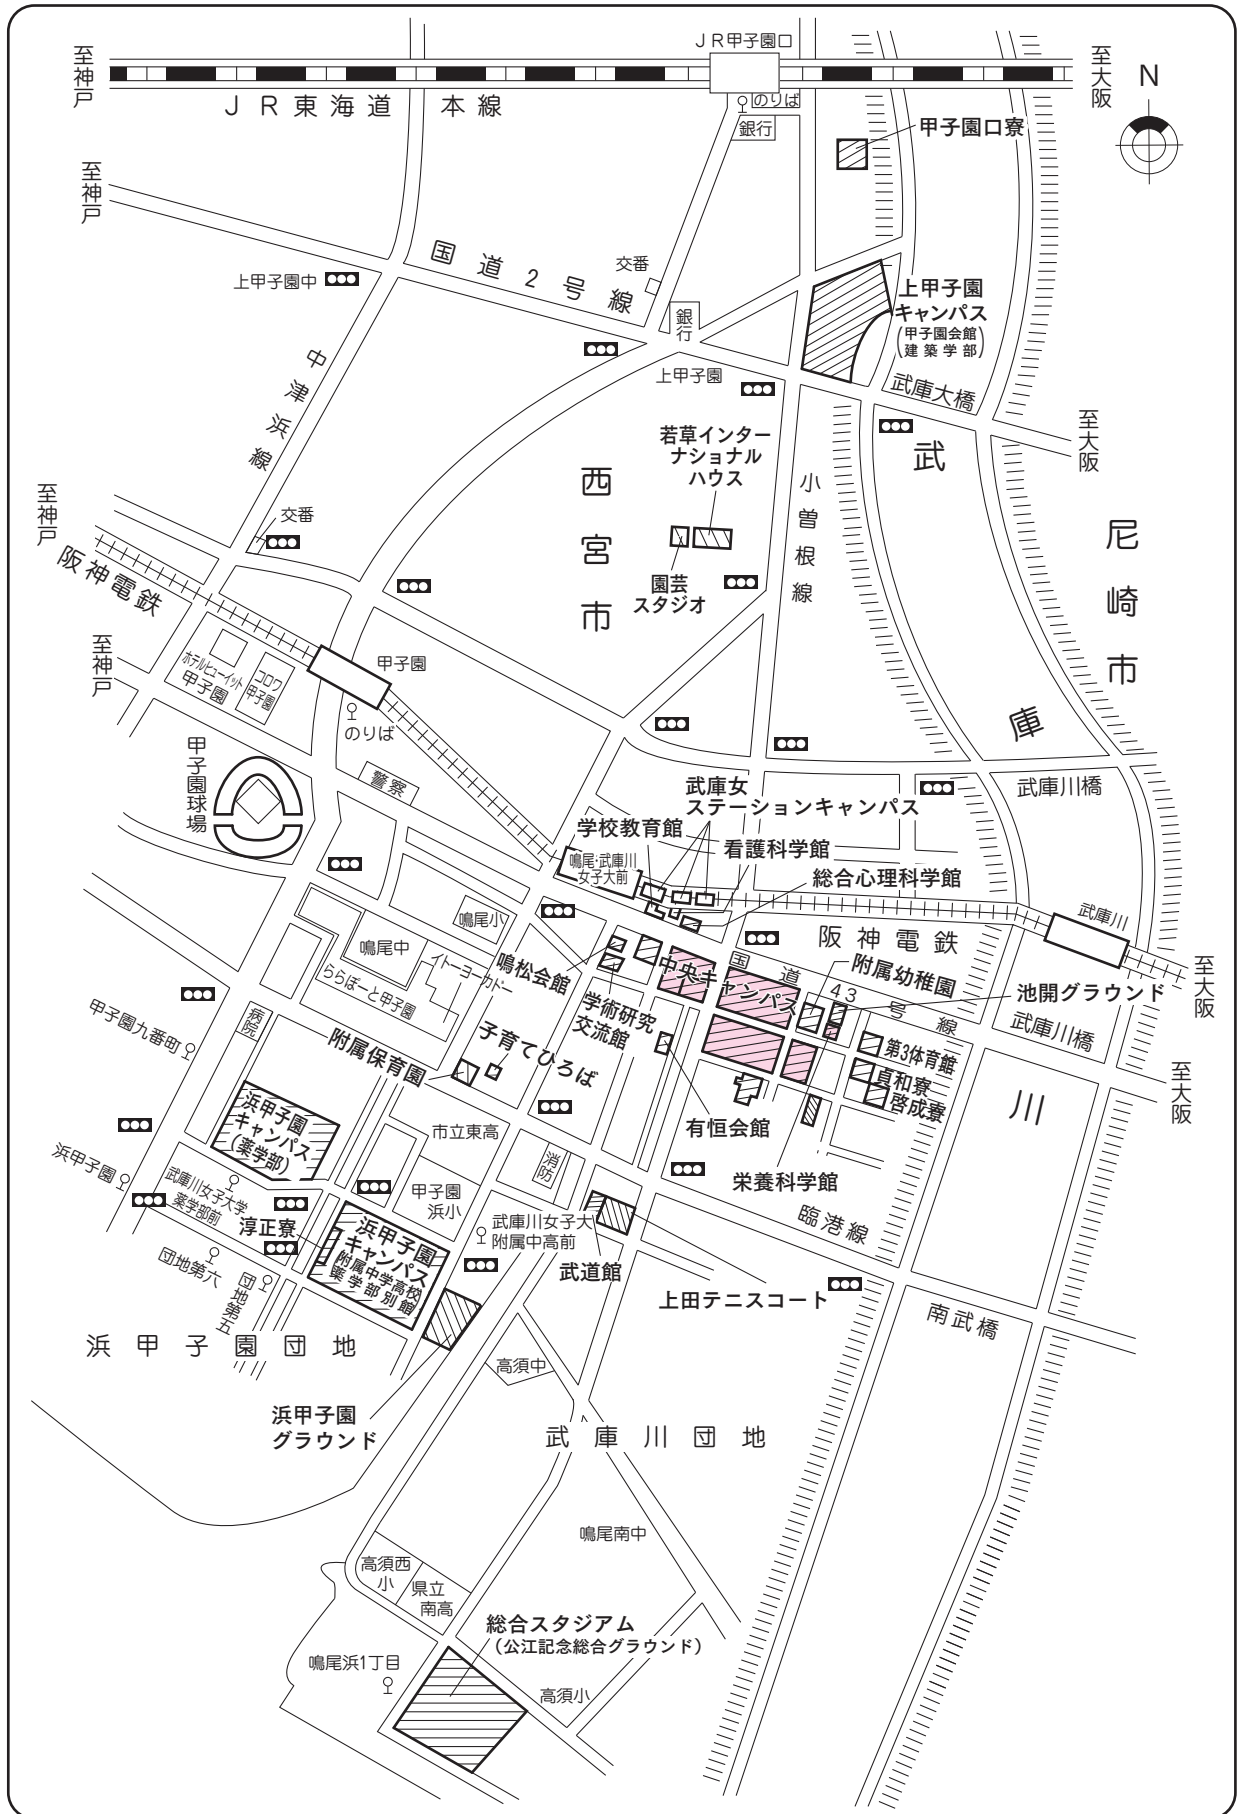 JR甲子園口
至神戸
至大阪
N
JR東海道本線
のりば
銀行
甲子園口寮
至神戸
国道2号線
交番
上甲子園中
銀行
上甲子園
キャンパス
(甲子園会館
建築学部)
中津浜線
上甲子園
武庫大橋
至大阪
若草インター
ナショナル
ハウス
武庫川
西宮市
小曽根線
尼崎市
至神戸
交番
阪神電鉄
園芸
スタジオ
至神戸
甲子園
ホテルヒューイット
甲子園
コロワ
甲子園
のりば
甲子園球場
警察
武庫女
ステーションキャンパス
武庫川橋
学校教育館
看護科学館
鳴尾・武庫川
女子大前
総合心理科学館
鳴尾小
武庫川
阪神電鉄
鳴尾中
イトーヨーカドー
ららぽーと甲子園
鳴松会館
中央キャンパス
国道43号線
附属幼稚園
池開グラウンド
至大阪
学術研究
交流館
武庫川橋
甲子園九番町
病院
附属保育園
子育てひろば
第3体育館
貞和寮
啓成寮
至大阪
浜甲子園
キャンパス
(薬学部)
市立東高
有恒会館
消防
浜甲子園
武庫川女子大学
薬学部前
甲子園
浜小
栄養科学館
臨港線
淳正寮
浜甲子園
キャンパス
附属中学高校
薬学部別館
武庫川女子大
附属中高前
武道館
団地第六
団地第五
上田テニスコート
南武橋
浜甲子園団地
高須中
浜甲子園
グラウンド
武庫川団地
鳴尾南中
高須西
小
県立
南高
総合スタジアム
(公江記念総合グラウンド)
鳴尾浜1丁目
高須小